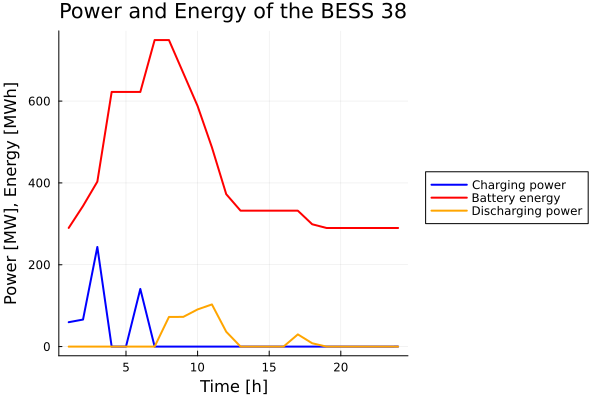 Power and Energy of the BESS 38
Power [MW], Energy [MWh]
600
400
200
0
5 10 15 20
Time [h]
Charging power
Battery energy
Discharging power